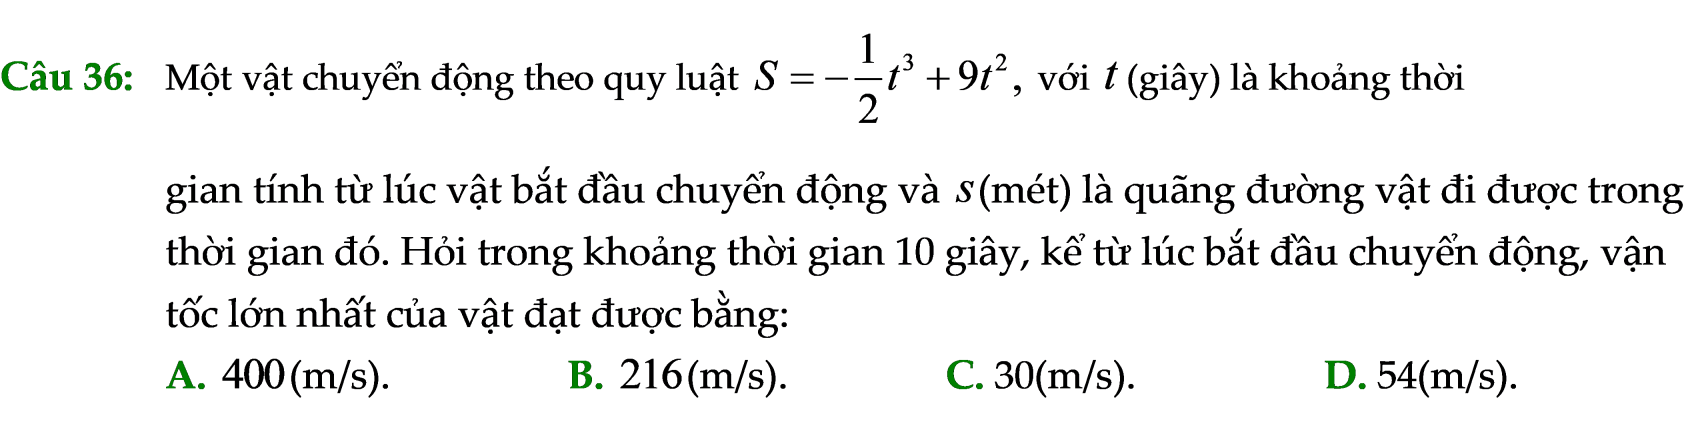 Câu 36: Một vật chuyển động theo quy luật $S = -\frac{1}{2}t^3 + 9t^2$, với $t$ (giây) là khoảng thời
gian tính từ lúc vật bắt đầu chuyển động và $s$ (mét) là quãng đường vật đi được trong
thời gian đó. Hỏi trong khoảng thời gian 10 giây, kể từ lúc bắt đầu chuyển động, vận
tốc lớn nhất của vật đạt được bằng:
A. 400(m/s). B. 216(m/s). C. 30(m/s). D. 54(m/s).